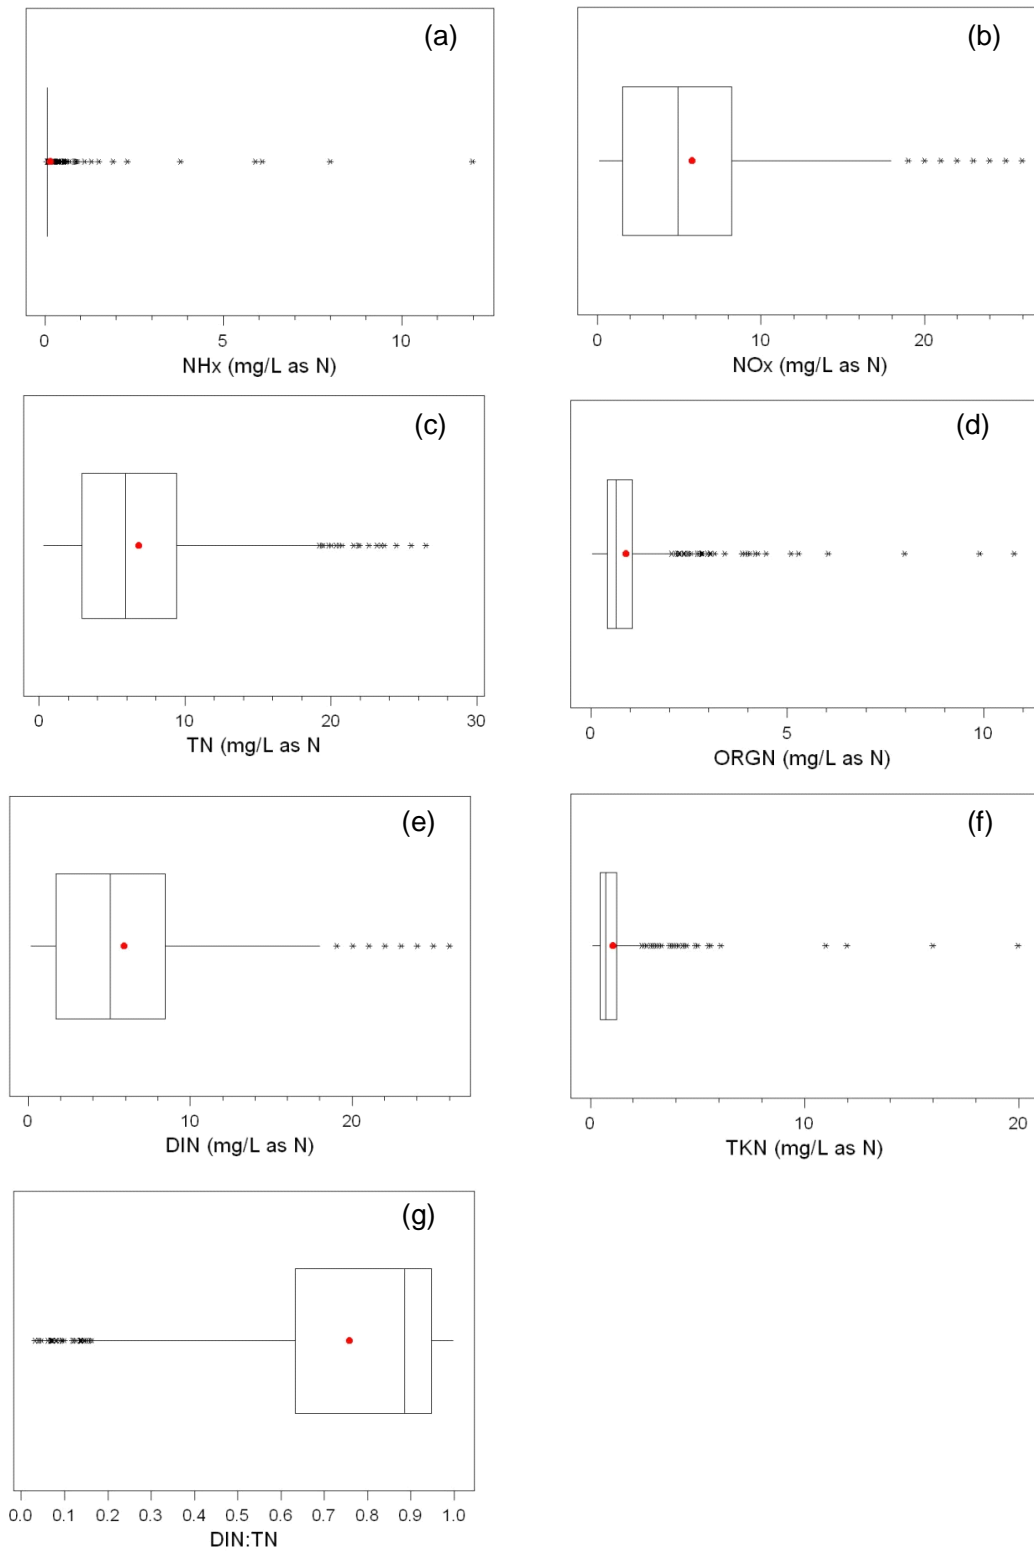 (a)
0 5 10
NHx (mg/L as N)
(b)
0 10 20
NOx (mg/L as N)
(c)
0 10 20 30
TN (mg/L as N
(d)
0 5 10
ORGN (mg/L as N)
(e)
0 10 20
DIN (mg/L as N)
(f)
0 10 20
TKN (mg/L as N)
(g)
0.0 0.1 0.2 0.3 0.4 0.5 0.6 0.7 0.8 0.9 1.0
DIN:TN